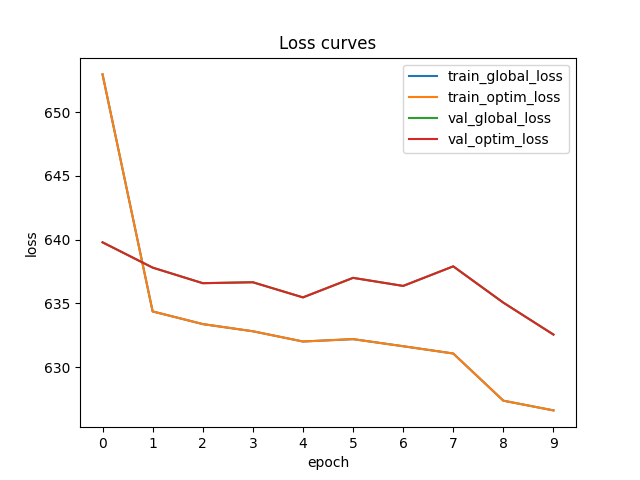 Loss curves
train_global_loss
train_optim_loss
val_global_loss
val_optim_loss
650
645
640
635
630
loss
0 1 2 3 4 5 6 7 8 9
epoch